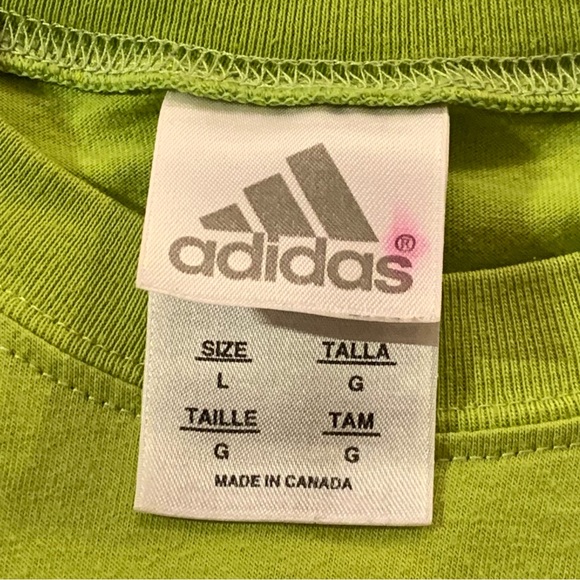 adidas®
SIZE TALLA
L G
TAILLE TAM
G G
MADE IN CANADA